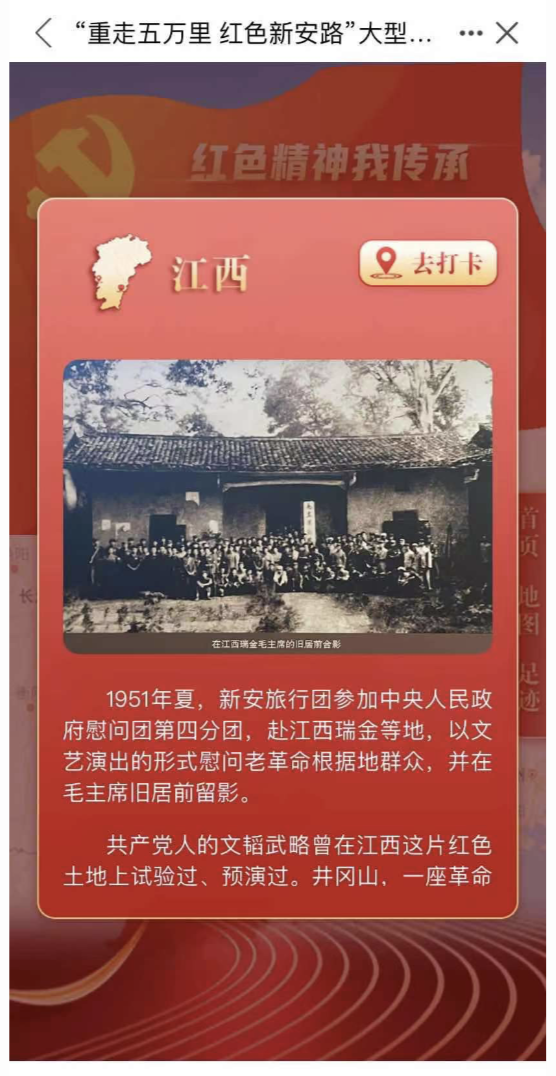 “重走五万里 红色新安路”大型...
红色精神我传承
江西
去打卡
在江西瑞金毛主席的旧居前合影
1951年夏，新安旅行团参加中央人民政
府慰问团第四分团，赴江西瑞金等地，以文
艺演出的形式慰问老革命根据地群众，并在
毛主席旧居前留影。
共产党人的文韬武略曾在江西这片红色
土地上试验过、预演过。井冈山，一座革命
首页
地图
足迹